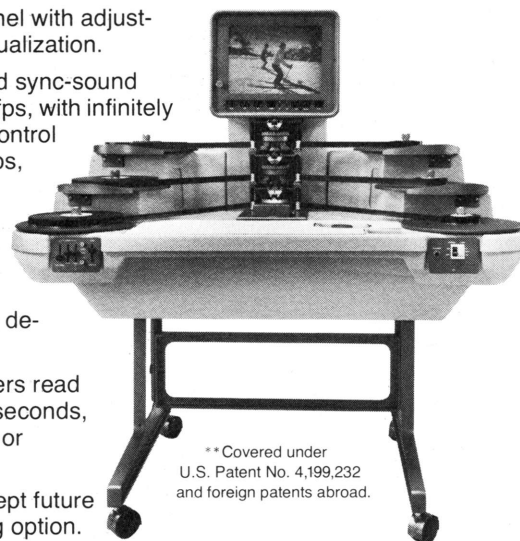 nel with adjust-
ualization.
d sync-sound
fps, with infinitely
ontrol
os,
de-
ers read
seconds,
or
ept future
g option.
**Covered under
U.S. Patent No. 4,199,232
and foreign patents abroad.